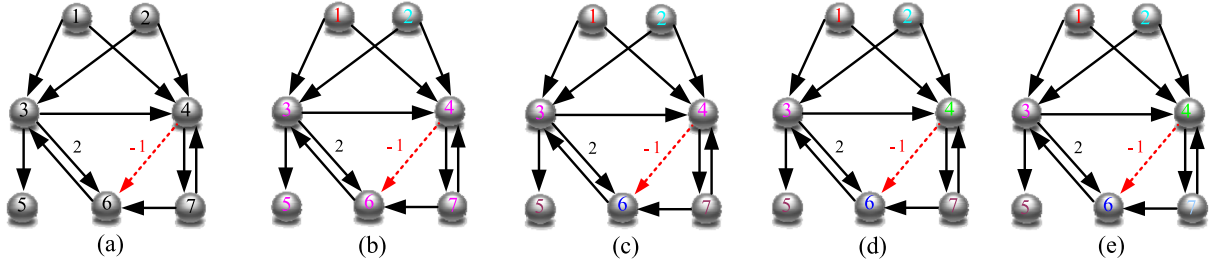 1 2 1 2 1 2 1 2 1 2
3 4 3 4 3 4 3 4 3 4
2 -1 2 -1 2 -1 2 -1 2 -1
5 6 7 5 6 7 5 6 7 5 6 7 5 6 7
(a) (b) (c) (d) (e)